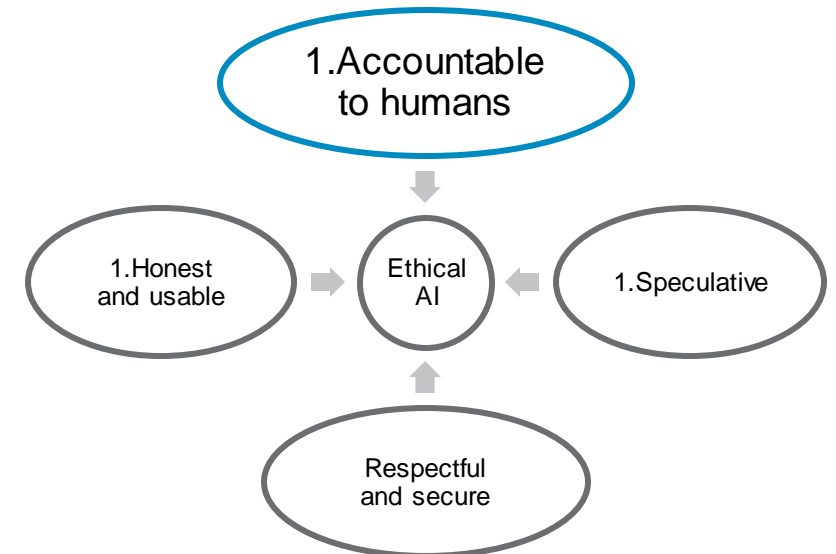 1.Accountable
to humans
1.Honest
and usable
Ethical
AI
1.Speculative
Respectful
and secure